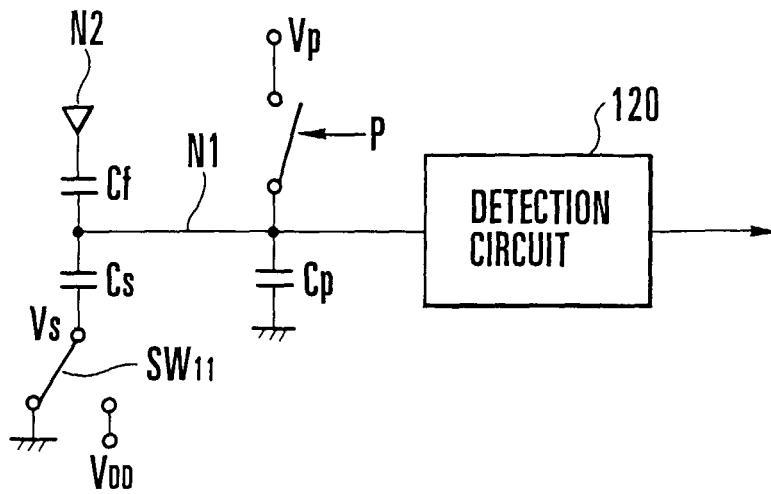 N2
Vp
120
P
N1
Cf
DETECTION
CIRCUIT
Cs
Cp
Vs
SW11
VDD